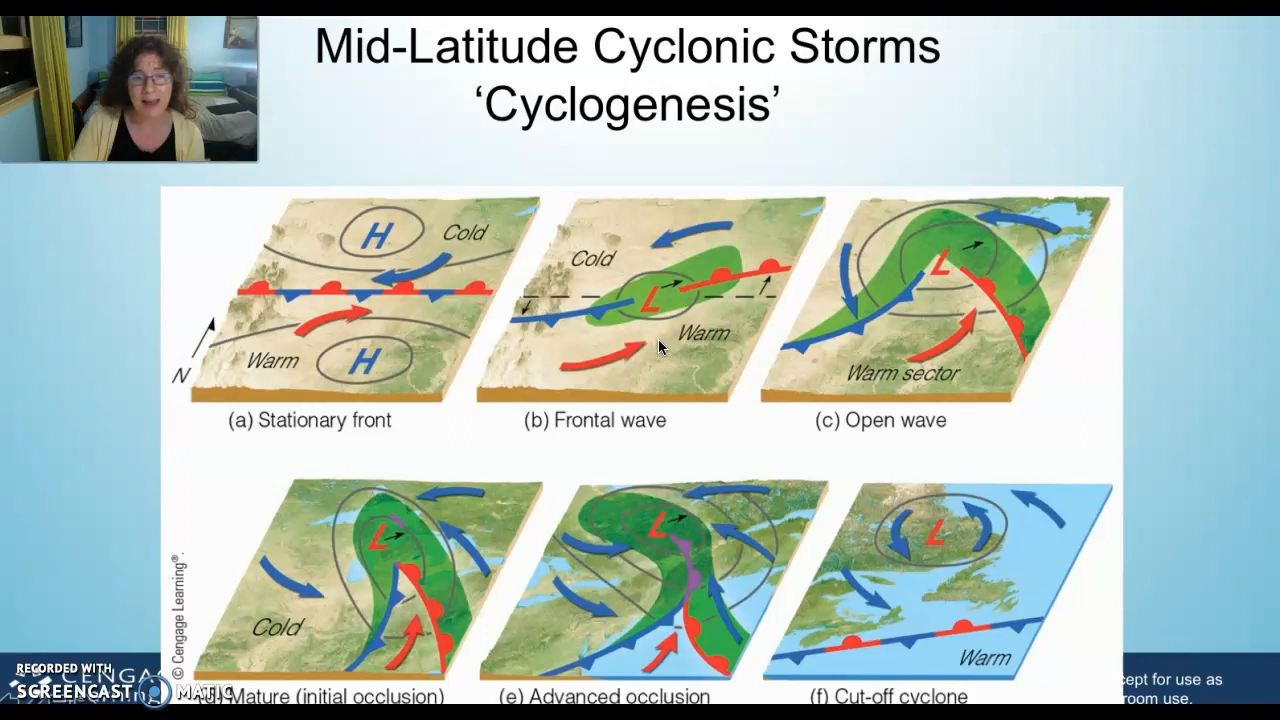 Mid-Latitude Cyclonic Storms
‘Cyclogenesis’
H
Cold
Warm
H
N
(a) Stationary front
Cold
L
Warm
(b) Frontal wave
L
Warm sector
(c) Open wave
L
Cold
Mature (initial occlusion)
L
(e) Advanced occlusion
L
Warm
(f) Cut-off cyclone
© Cengage Learning®.
RECORDED WITH
SCREENCAST MATIC
CENGA
cept for use as
room use.